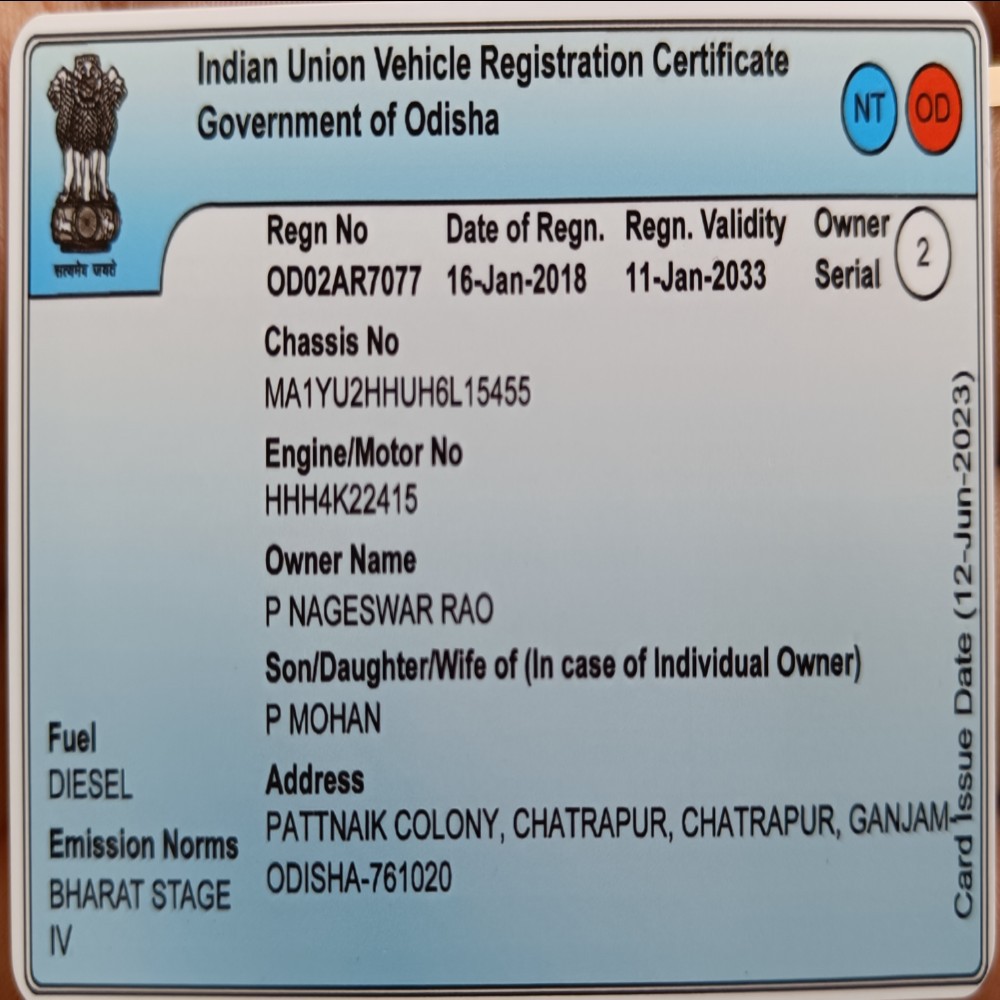 Indian Union Vehicle Registration Certificate
Government of Odisha
NT OD
सत्यमेव जयते
Regn No Date of Regn. Regn. Validity Owner Serial 2
OD02AR7077 16-Jan-2018 11-Jan-2033
Chassis No
MA1YU2HHUH6L15455
Engine/Motor No
HHH4K22415
Owner Name
P NAGESWAR RAO
Son/Daughter/Wife of (In case of Individual Owner)
P MOHAN
Fuel
DIESEL
Emission Norms
BHARAT STAGE
IV
Address
PATTNAIK COLONY, CHATRAPUR, CHATRAPUR, GANJAM-
ODISHA-761020
Card Issue Date (12-Jun-2023)